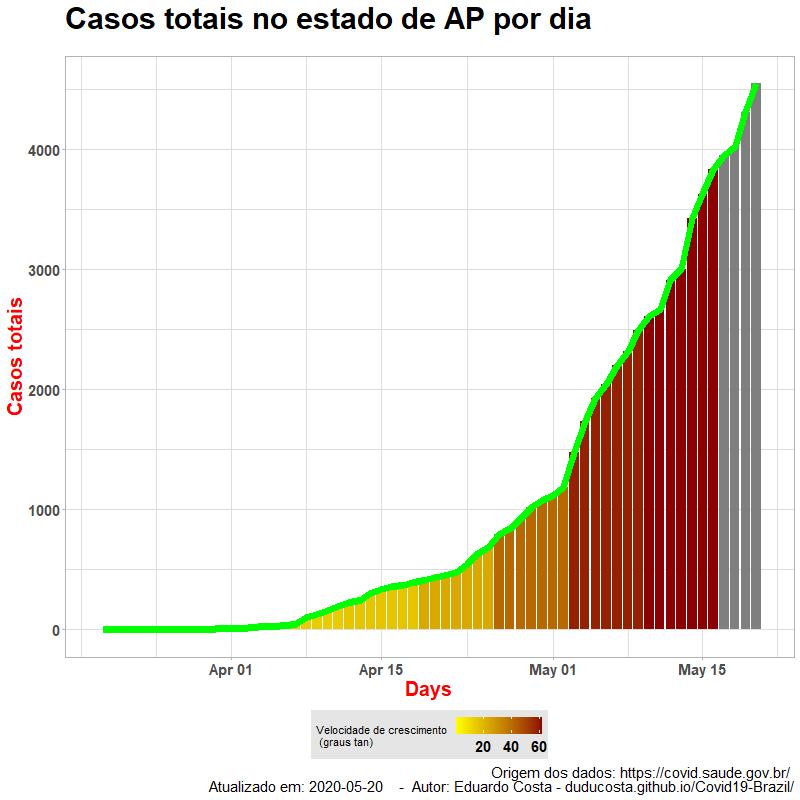 Casos totais no estado de AP por dia
Casos totais
4000
3000
2000
1000
0
Apr 01 Apr 15 May 01 May 15
Days
Velocidade de crescimento
(graus tan)
20 40 60
Origem dos dados: https://covid.saude.gov.br/
Atualizado em: 2020-05-20 - Autor: Eduardo Costa - duducosta.github.io/Covid19-Brazil/